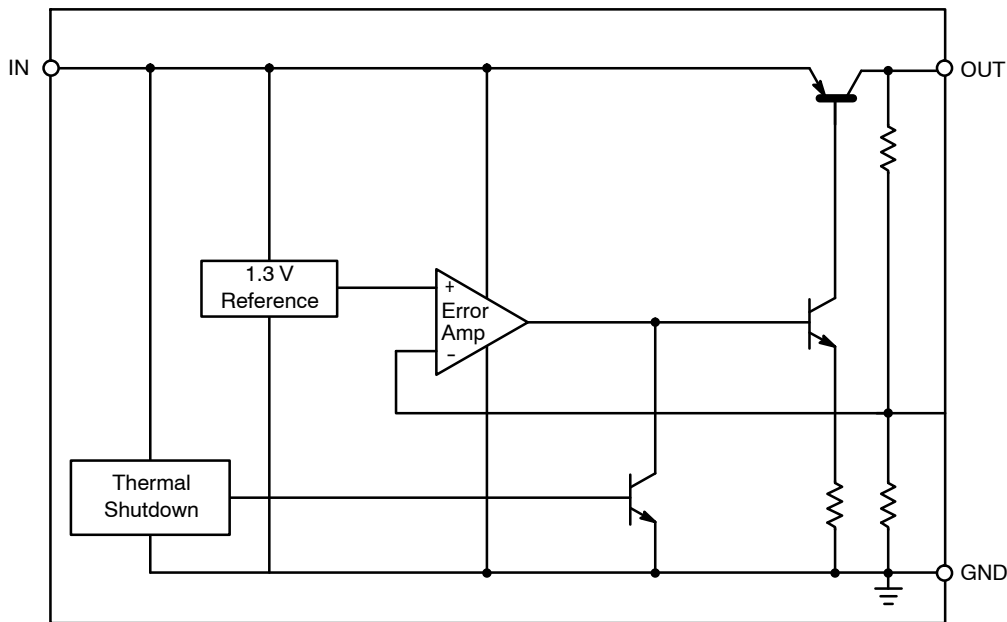 IN
OUT
1.3 V
Reference
+
Error
Amp
-
Thermal
Shutdown
GND